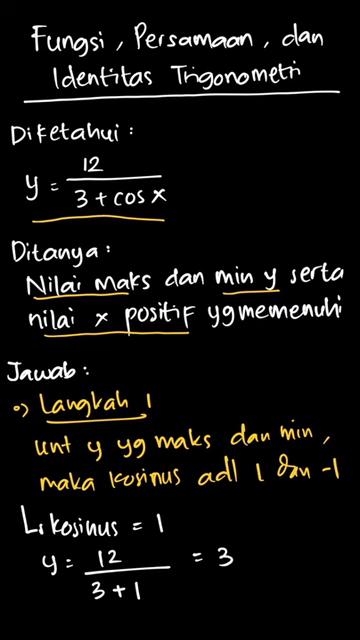 Fungsi, Persamaan, dan
Identitas Trigonometri
Diketahui:
y = 12 / 3 + cos x
Ditanya:
Nilai maks dan min y serta
nilai x positif yg memenuhi
Jawab:
•) Langkah 1
unt y yg maks dan min,
maka kosinus adl 1 dan -1
↳ kosinus = 1
y = 12 / 3 + 1 = 3